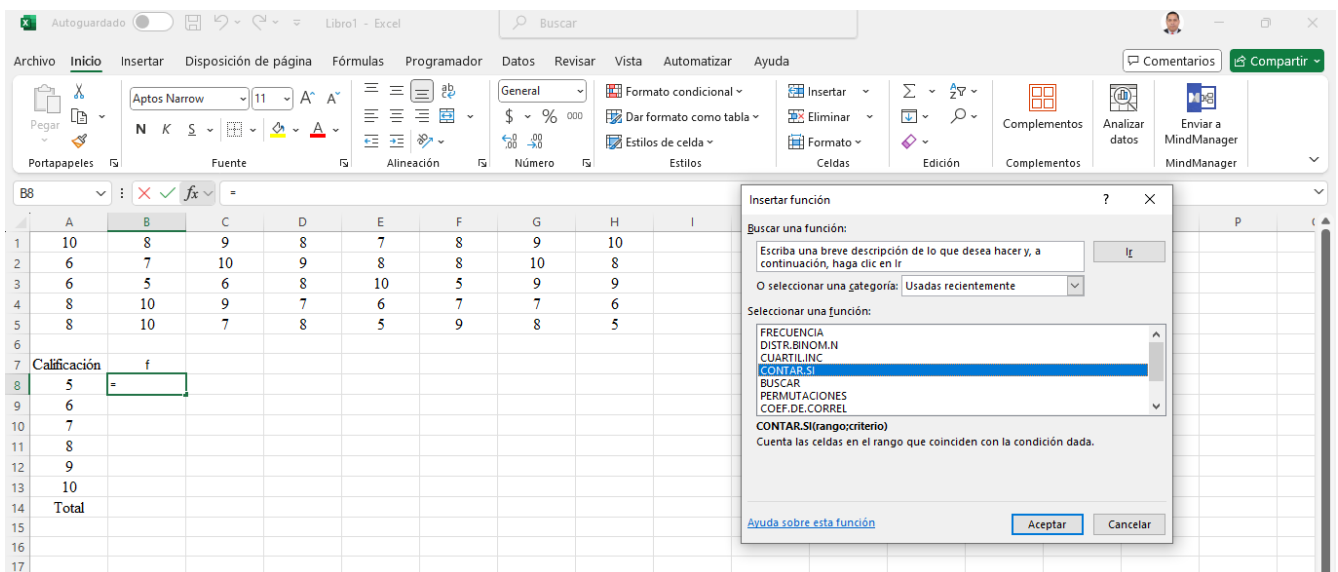 Autoguardado Libro1 - Excel Buscar
Archivo Inicio Insertar Disposición de página Fórmulas Programador Datos Revisar Vista Automatizar Ayuda Comentarios Compartir
Pegar
Portapapeles
Aptos Narrow 11 A^ A˅
N K S A
Fuente
ab
Alineación
General
$ % 000
Número
Formato condicional
Dar formato como tabla
Estilos de celda
Estilos
Insertar
Eliminar
Formato
Celdas
Edición
Complementos
Complementos
Analizar
datos
Enviar a
MindManager
MindManager
B8 fx =
A B C D E F G H I P
1 10 8 9 8 7 8 9 10
2 6 7 10 9 8 8 10 8
3 6 5 6 8 10 5 9 9
4 8 10 9 7 6 7 7 6
5 8 10 7 8 5 9 8 5
6
7 Calificación f
8 5 =
9 6
10 7
11 8
12 9
13 10
14 Total
15
16
17
Insertar función ?
Buscar una función:
Escriba una breve descripción de lo que desea hacer y, a
continuación, haga clic en Ir
Ir
O seleccionar una categoría: Usadas recientemente
Seleccionar una función:
FRECUENCIA
DISTR.BINOM.N
CUARTIL.INC
CONTAR.SI
BUSCAR
PERMUTACIONES
COEF.DE.CORREL
CONTAR.SI(rango;criterio)
Cuenta las celdas en el rango que coinciden con la condición dada.
Ayuda sobre esta función Aceptar Cancelar